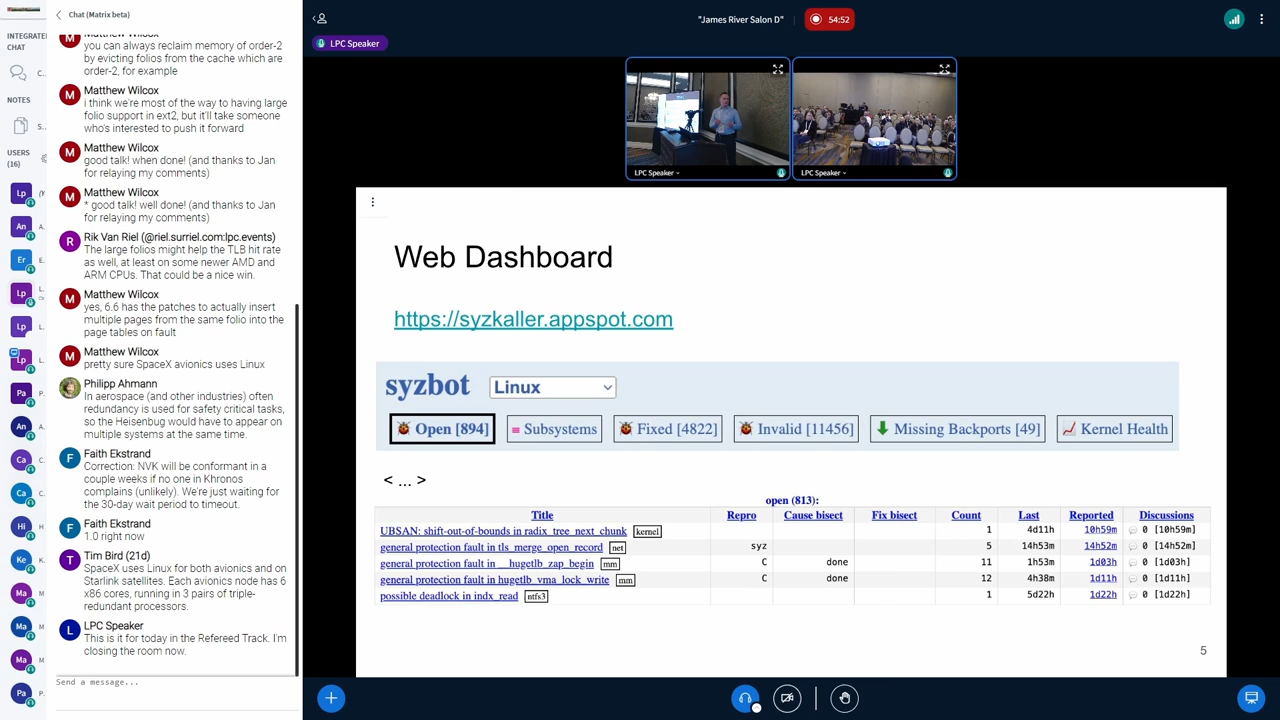 Chat (Matrix beta)
INTEGRATE
CHAT
C.
NOTES
S..
USERS
(16)
Lp
An
A.
Er
E.
Lp
L.
Lp
L.
Lp
L.
Pa
P.
An
A.
Ca
C.
Ca
C.
Hi
H.
Ke
K.
Ma
M
Ma
M.
Ma
M
Pa
P.
Matthew Wilcox
you can always reclaim memory of order-2
by evicting folios from the cache which are
order-2, for example
M
Matthew Wilcox
i think we're most of the way to having large
folio support in ext2, but it'll take someone
who's interested to push it forward
M
Matthew Wilcox
good talk! when done! (and thanks to Jan
for relaying my comments)
M
Matthew Wilcox
* good talk! well done! (and thanks to Jan
for relaying my comments)
M
Rik Van Riel (@riel.surriel.com:lpc.events)
The large folios might help the TLB hit rate
as well, at least on some newer AMD and
ARM CPUs. That could be a nice win.
R
Matthew Wilcox
yes, 6.6 has the patches to actually insert
multiple pages from the same folio into the
page tables on fault
M
Matthew Wilcox
pretty sure SpaceX avionics uses Linux
M
Philipp Ahmann
In aerospace (and other industries) often
redundancy is used for safety critical tasks,
so the Heisenbug would have to appear on
multiple systems at the same time.
Faith Ekstrand
Correction: NVK will be conformant in a
couple weeks if no one in Khronos
complains (unlikely). We're just waiting for
the 30-day wait period to timeout.
F
Faith Ekstrand
1.0 right now
F
Tim Bird (21d)
SpaceX uses Linux for both avionics and on
Starlink satellites. Each avionics node has 6
x86 cores, running in 3 pairs of triple-
redundant processors.
T
LPC Speaker
This is it for today in the Refereed Track. I'm
closing the room now.
L
Send a message...
"James River Salon D"
54:52
LPC Speaker
LPC Speaker
LPC Speaker
Web Dashboard
https://syzkaller.appspot.com
syzbot Linux
Open [894] Subsystems Fixed [4822] Invalid [11456] Missing Backports [49] Kernel Health
< ... >
open (813):
Title Repro Cause bisect Fix bisect Count Last Reported Discussions
UBSAN: shift-out-of-bounds in radix_tree_next_chunk kernel 1 4d11h 10h59m 0 [10h59m]
general protection fault in tls_merge_open_record net syz 5 14h53m 14h52m 0 [14h52m]
general protection fault in __hugetlb_zap_begin mm C done 11 1h53m 1d03h 0 [1d03h]
general protection fault in hugetlb_vma_lock_write mm C done 12 4h38m 1d11h 0 [1d11h]
possible deadlock in indx_read ntfs3 1 5d22h 1d22h 0 [1d22h]
5